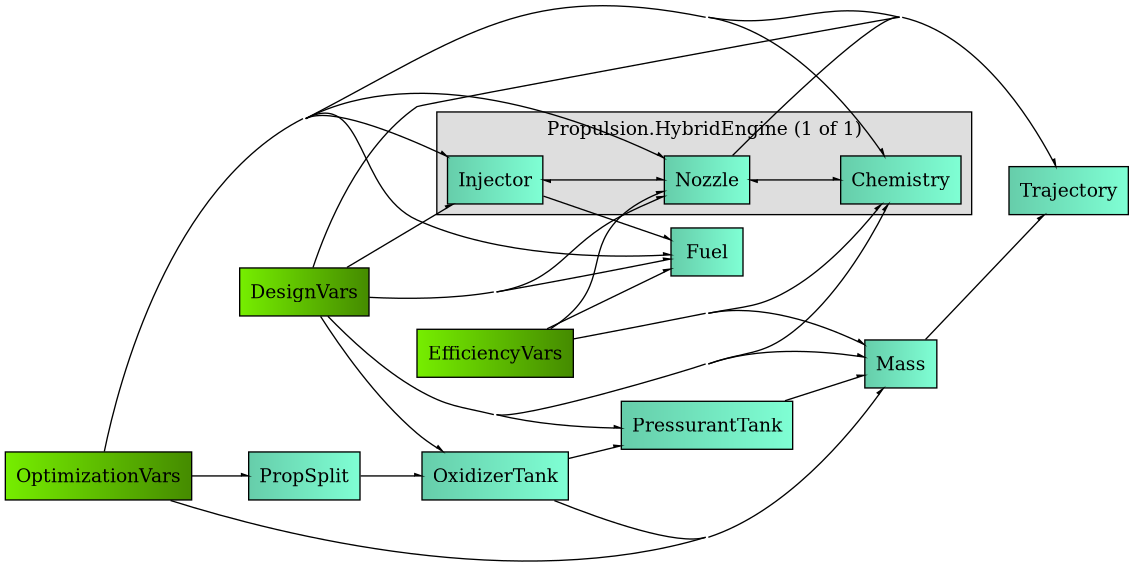 Propulsion.HybridEngine (1 of 1)
Injector
Nozzle
Chemistry
Trajectory
Fuel
DesignVars
EfficiencyVars
Mass
PressurantTank
OptimizationVars
PropSplit
OxidizerTank